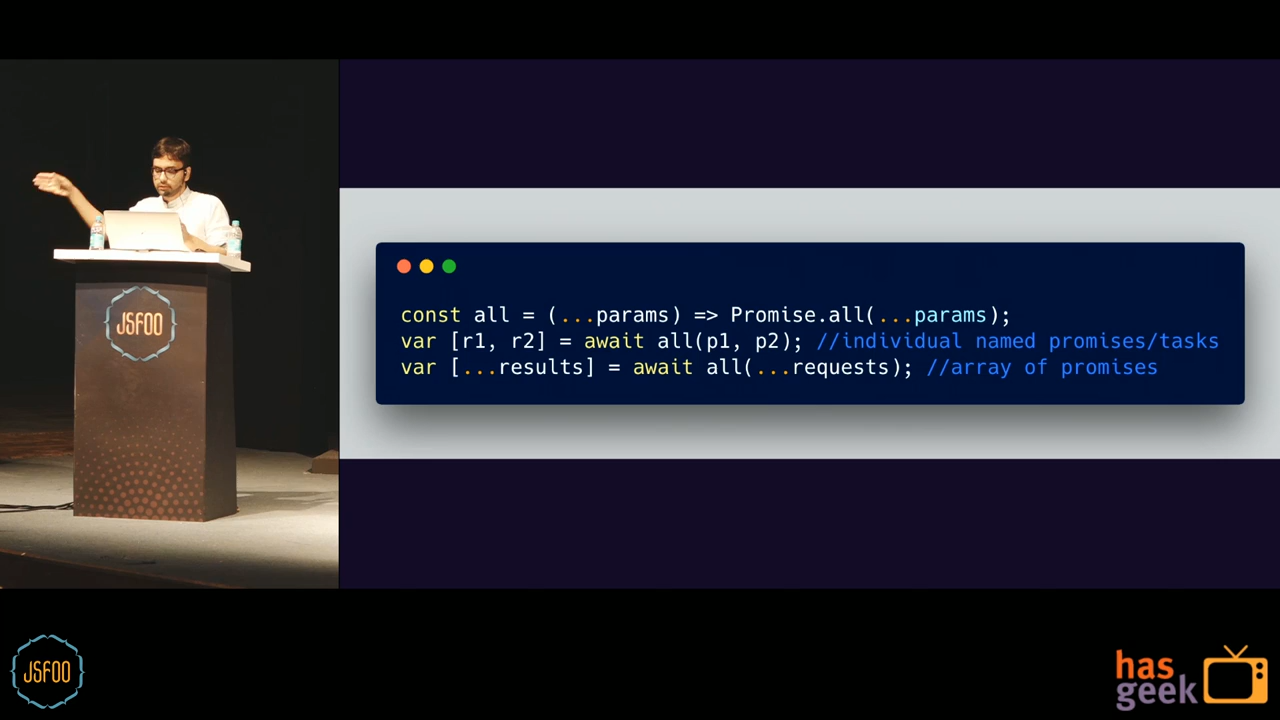 JSFOO
const all = (...params) => Promise.all(...params);
var [r1, r2] = await all(p1, p2); //individual named promises/tasks
var [...results] = await all(...requests); //array of promises
JSFOO
has
geek